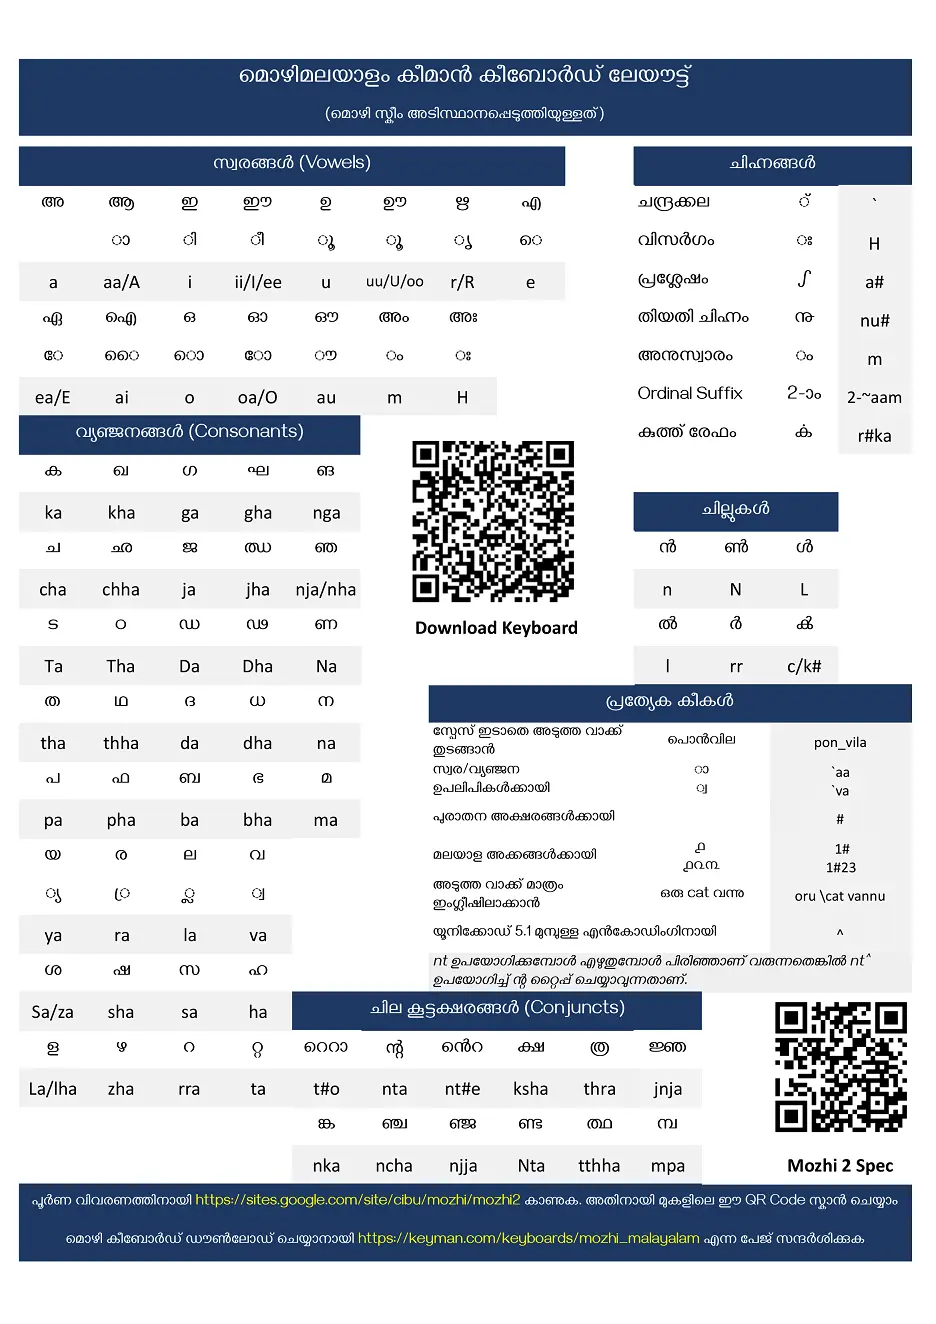 മൊഴിമലയാളം കീമാൻ കീബോർഡ് ലേയൗട്ട്
(മൊഴി സ്കീം അടിസ്ഥാനപ്പെടുത്തിയുള്ളത്)
സ്വരങ്ങൾ (Vowels)
അ ആ ഇ ഈ ഉ ഊ ഋ എ
ാ ി ീ ൂ ൂ ൃ െ
a aa/A i ii/I/ee u uu/U/oo r/R e
ഏ ഐ ഒ ഓ ഔ അം അഃ
േ ൈ ൊ ോ ൗ ം ഃ
ea/E ai o oa/O au m H
ചിഹ്നങ്ങൾ
ചന്ദ്രക്കല ് `
വിസർഗം ഃ H
പ്രശ്ലേഷം ഽ a#
തിയതി ചിഹ്നം ൹ nu#
അനുസ്വാരം ം m
Ordinal Suffix 2-ാം 2-~aam
കുത്ത് രേഫം ൎക r#ka
വ്യഞ്ജനങ്ങൾ (Consonants)
ക ഖ ഗ ഘ ങ
ka kha ga gha nga
ച ഛ ജ ഝ ഞ
cha chha ja jha nja/nha
ട ഠ ഡ ഢ ണ
Ta Tha Da Dha Na
ത ഥ ദ ധ ന
tha thha da dha na
പ ഫ ബ ഭ മ
pa pha ba bha ma
യ ര ല വ
്യ ്ര ്ല ്വ
ya ra la va
ശ ഷ സ ഹ
Sa/za sha sa ha
ള ഴ റ റ്റ
La/lha zha rra ta
Download Keyboard
ചില്ലുകൾ
ൻ ൺ ൾ
n N L
ൽ ർ ൿ
l rr c/k#
പ്രത്യേക കീകൾ
സ്പേസ് ഇടാതെ അടുത്ത വാക്ക്
തുടങ്ങാൻ പൊൻവില pon_vila
സ്വര/വ്യഞ്ജന ാ `aa
ഉപലിപികൾക്കായി ്വ `va
പുരാതന അക്ഷരങ്ങൾക്കായി #
മലയാള അക്കങ്ങൾക്കായി ൧ 1#
൧൨൩ 1#23
അടുത്ത വാക്ക് മാത്രം
ഇംഗ്ലീഷിലാക്കാൻ ഒരു cat വന്നു oru \cat vannu
യൂനിക്കോഡ് 5.1 മുമ്പുള്ള എൻകോഡിംഗിനായി ^
nt ഉപയോഗിക്കുമ്പോൾ എഴുതുമ്പോൾ പിരിഞ്ഞാണ് വരുന്നതെങ്കിൽ nt^
ഉപയോഗിച്ച് ന്റ ടൈപ്പ് ചെയ്യാവുന്നതാണ്.
ചില കൂട്ടക്ഷരങ്ങൾ (Conjuncts)
റെറാ ന്റ ൻെറ ക്ഷ ത്ര ജ്ഞ
t#o nta nt#e ksha thra jnja
ങ്ക ഞ്ച ഞ്ജ ണ്ട ത്ഥ മ്പ
nka ncha njja Nta tthha mpa
Mozhi 2 Spec
പൂർണ വിവരണത്തിനായി https://sites.google.com/site/cibu/mozhi/mozhi2 കാണുക. അതിനായി മുകളിലെ ഈ QR Code സ്കാൻ ചെയ്യാം
മൊഴി കീബോർഡ് ഡൗൺലോഡ് ചെയ്യാനായി https://keyman.com/keyboards/mozhi_malayalam എന്ന പേജ് സന്ദർശിക്കുക